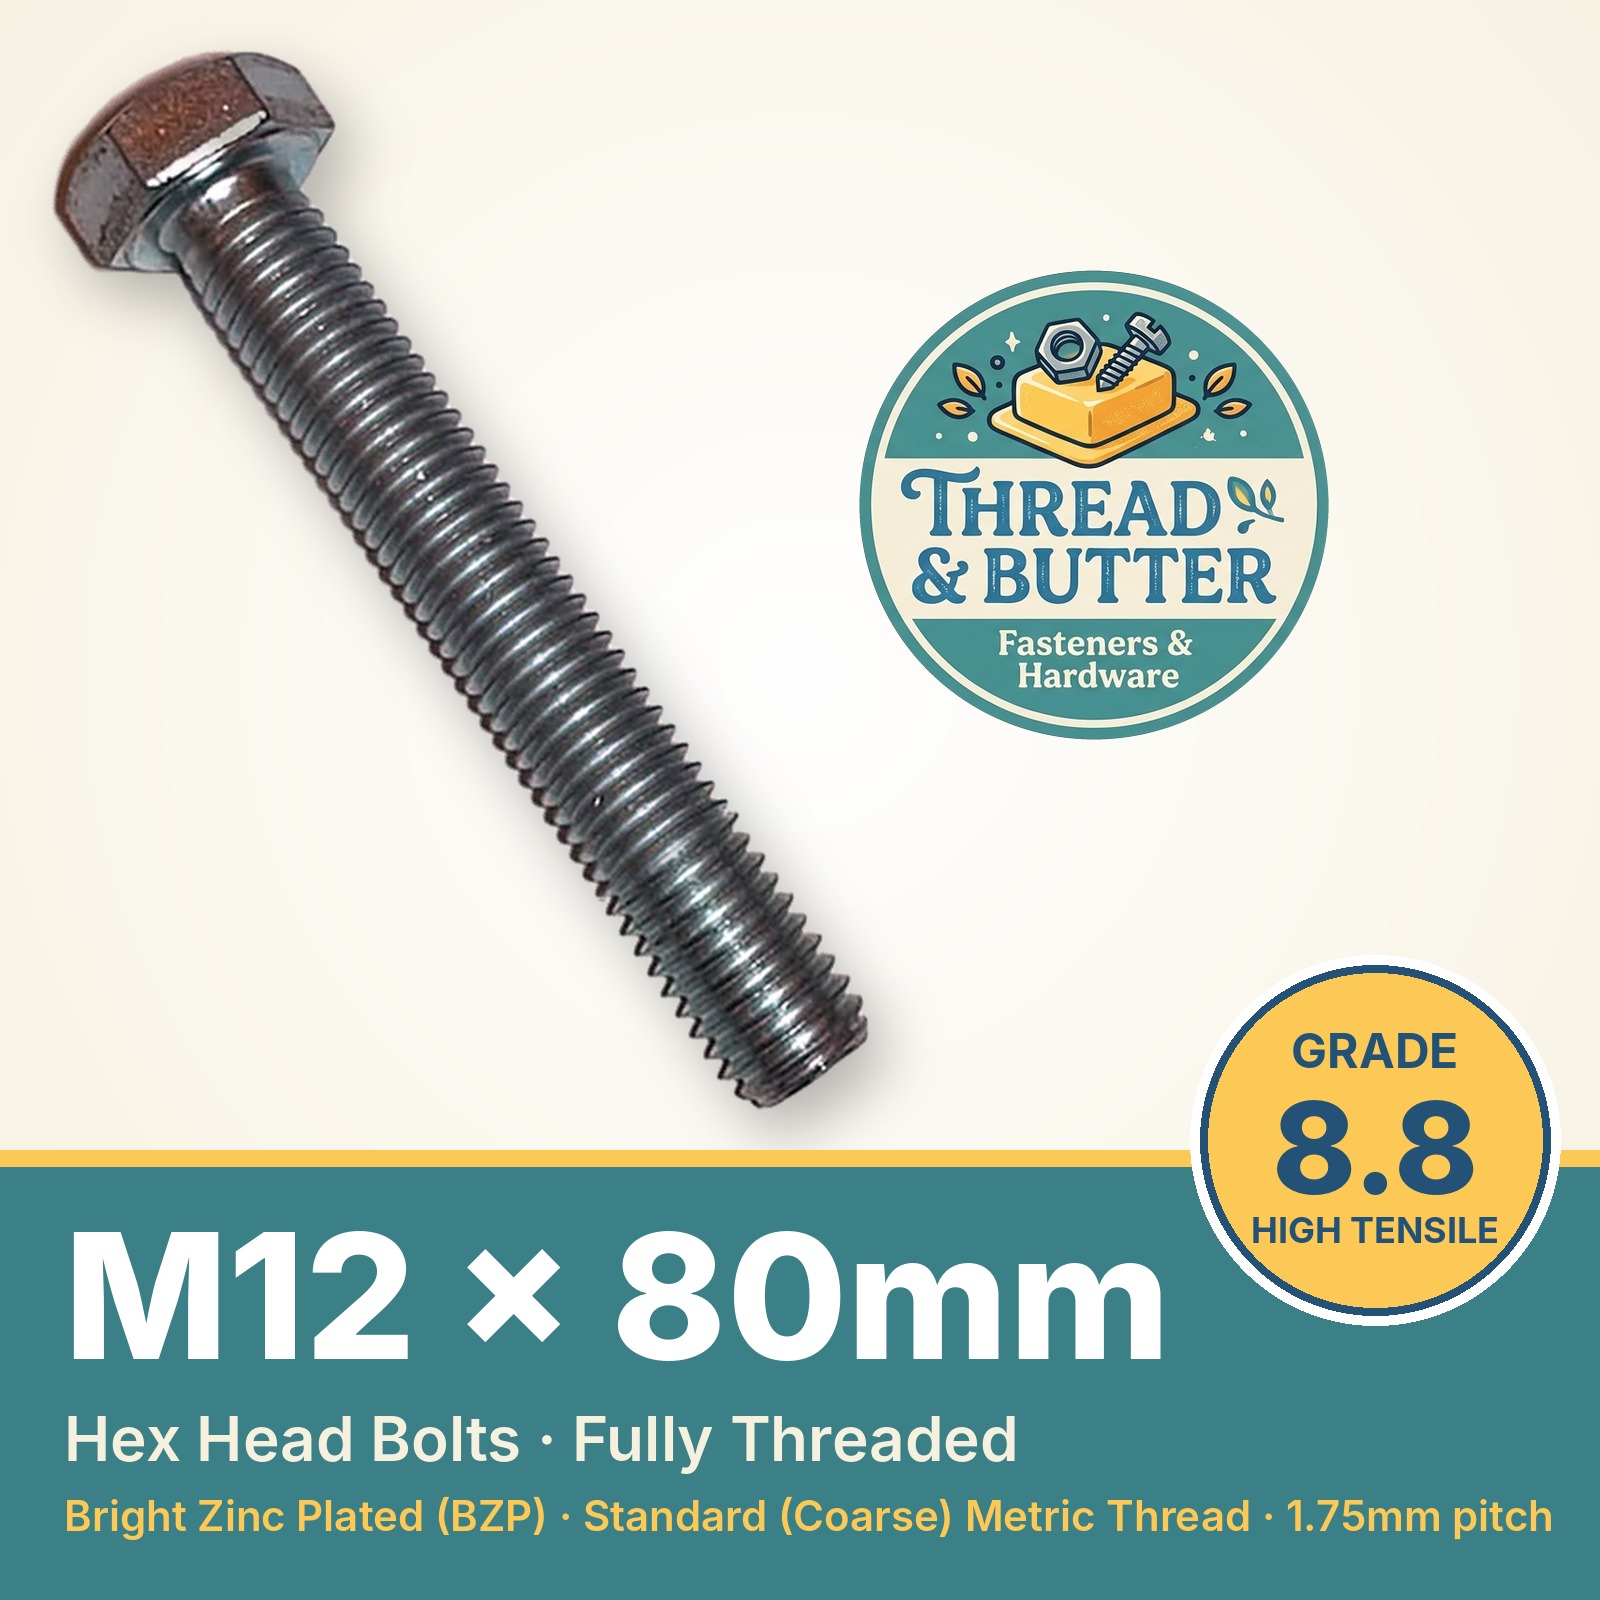 THREAD
& BUTTER
Fasteners &
Hardware
GRADE
8.8
HIGH TENSILE
M12 × 80mm
Hex Head Bolts · Fully Threaded
Bright Zinc Plated (BZP) · Standard (Coarse) Metric Thread · 1.75mm pitch